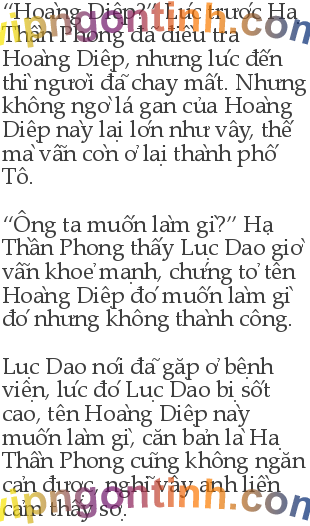 “Hoàng Diệp?” Lúc trước Hạ
Thần Phong đã điều tra
Hoàng Diệp, nhưng lúc đến
thì người đã chạy mất. Nhưng
không ngờ lá gan của Hoàng
Diệp này lại lớn như vậy, thế
mà vẫn còn ở lại thành phố
Tô.
“Ông ta muốn làm gì?” Hạ
Thần Phong thấy Lục Dao giờ
vẫn khoẻ mạnh, chứng tỏ tên
Hoàng Diệp đó muốn làm gì
đó nhưng không thành công.
Lục Dao nói đã gặp ở bệnh
viện, lúc đó Lục Dao bị sốt
cao, tên Hoàng Diệp này
muốn làm gì, căn bản là Hạ
Thần Phong cũng không ngăn
cản được, nghĩ vậy anh liền
cảm thấy sợ.
vipngontinh.com
vipngontinh.com